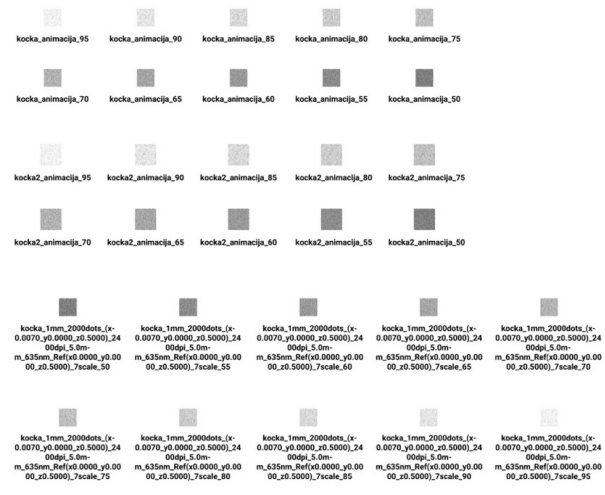 kocka_animacija_95 kocka_animacija_90 kocka_animacija_85 kocka_animacija_80 kocka_animacija_75
kocka_animacija_70 kocka_animacija_65 kocka_animacija_60 kocka_animacija_55 kocka_animacija_50
kocka2_animacija_95 kocka2_animacija_90 kocka2_animacija_85 kocka2_animacija_80 kocka2_animacija_75
kocka2_animacija_70 kocka2_animacija_65 kocka2_animacija_60 kocka2_animacija_55 kocka2_animacija_50
kocka_1mm_2000dots_(x-
0.0070_y0.0000_z0.5000)_24
00dpi_5.0m-
m_635nm_Ref(x0.0000_y0.00
00_z0.5000)_7scale_50
kocka_1mm_2000dots_(x-
0.0070_y0.0000_z0.5000)_24
00dpi_5.0m-
m_635nm_Ref(x0.0000_y0.00
00_z0.5000)_7scale_55
kocka_1mm_2000dots_(x-
0.0070_y0.0000_z0.5000)_24
00dpi_5.0m-
m_635nm_Ref(x0.0000_y0.00
00_z0.5000)_7scale_60
kocka_1mm_2000dots_(x-
0.0070_y0.0000_z0.5000)_24
00dpi_5.0m-
m_635nm_Ref(x0.0000_y0.00
00_z0.5000)_7scale_65
kocka_1mm_2000dots_(x-
0.0070_y0.0000_z0.5000)_24
00dpi_5.0m-
m_635nm_Ref(x0.0000_y0.00
00_z0.5000)_7scale_70
kocka_1mm_2000dots_(x-
0.0070_y0.0000_z0.5000)_24
00dpi_5.0m-
m_635nm_Ref(x0.0000_y0.00
00_z0.5000)_7scale_75
kocka_1mm_2000dots_(x-
0.0070_y0.0000_z0.5000)_24
00dpi_5.0m-
m_635nm_Ref(x0.0000_y0.00
00_z0.5000)_7scale_80
kocka_1mm_2000dots_(x-
0.0070_y0.0000_z0.5000)_24
00dpi_5.0m-
m_635nm_Ref(x0.0000_y0.00
00_z0.5000)_7scale_85
kocka_1mm_2000dots_(x-
0.0070_y0.0000_z0.5000)_24
00dpi_5.0m-
m_635nm_Ref(x0.0000_y0.00
00_z0.5000)_7scale_90
kocka_1mm_2000dots_(x-
0.0070_y0.0000_z0.5000)_24
00dpi_5.0m-
m_635nm_Ref(x0.0000_y0.00
00_z0.5000)_7scale_95